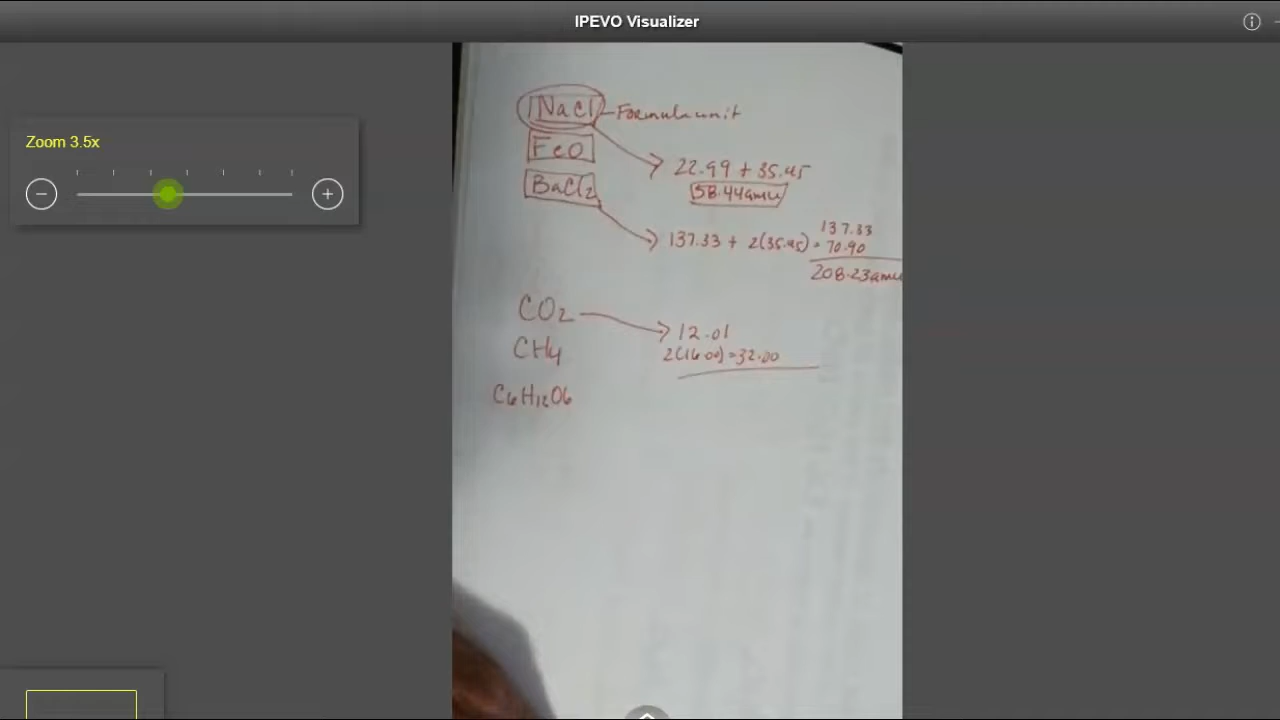 IPEVO Visualizer
Zoom 3.5x
NaCl - Formula unit
FeO
22.99 + 35.45
BaCl2
58.44amu
137.33 + 2(35.45) =
137.33
70.90
208.23amu
CO2
12.01
CH4
2(16.00) = 32.00
C6H12O6